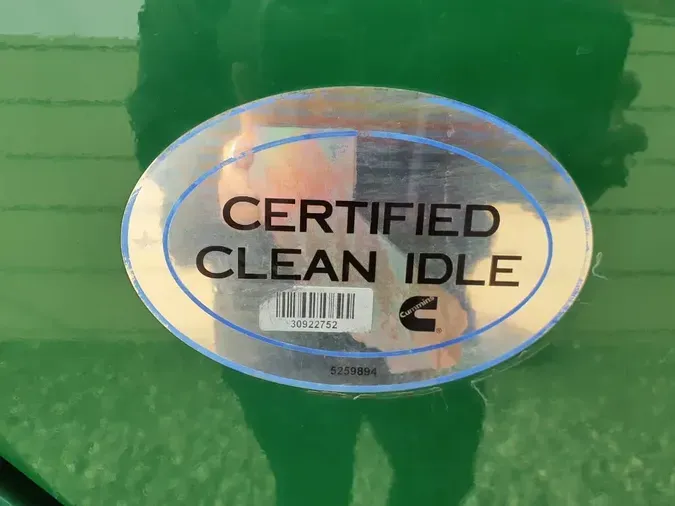 CERTIFIED
CLEAN IDLE
30922752
Cummins
5259894